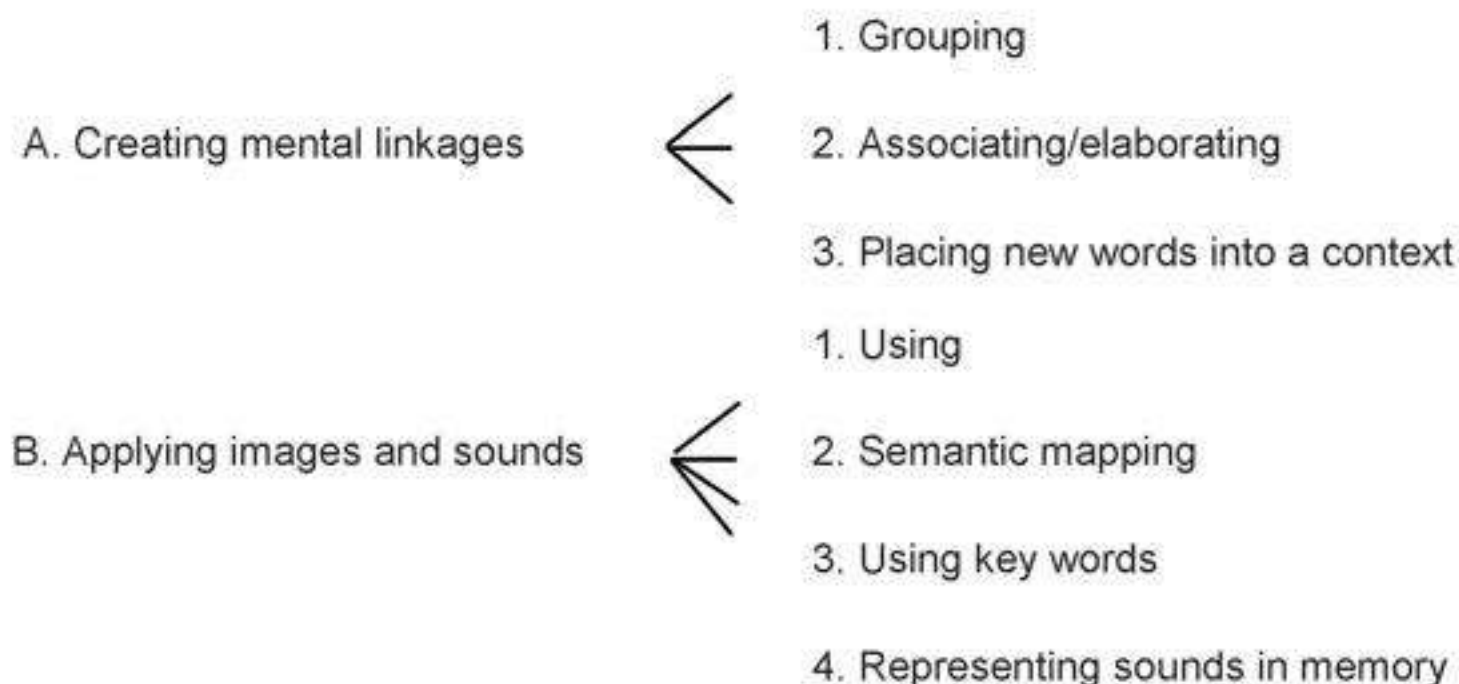 1. Grouping
A. Creating mental linkages
2. Associating/elaborating
3. Placing new words into a context
1. Using
B. Applying images and sounds
2. Semantic mapping
3. Using key words
4. Representing sounds in memory